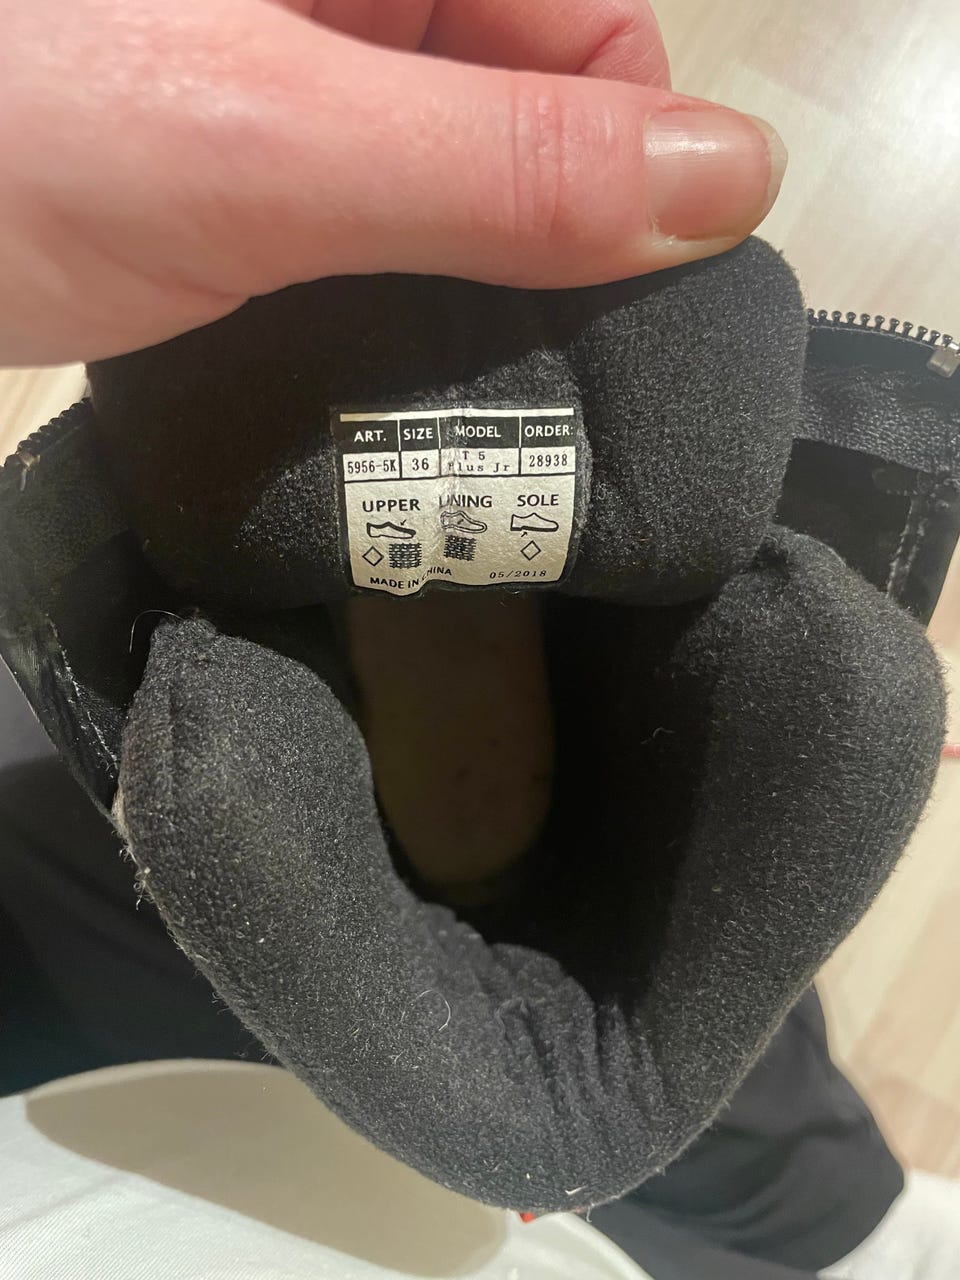 ART. SIZE MODEL ORDER:
5956-5K 36 T 5 Plus Jr 28938
UPPER LINING SOLE
MADE IN CHINA 05/2018